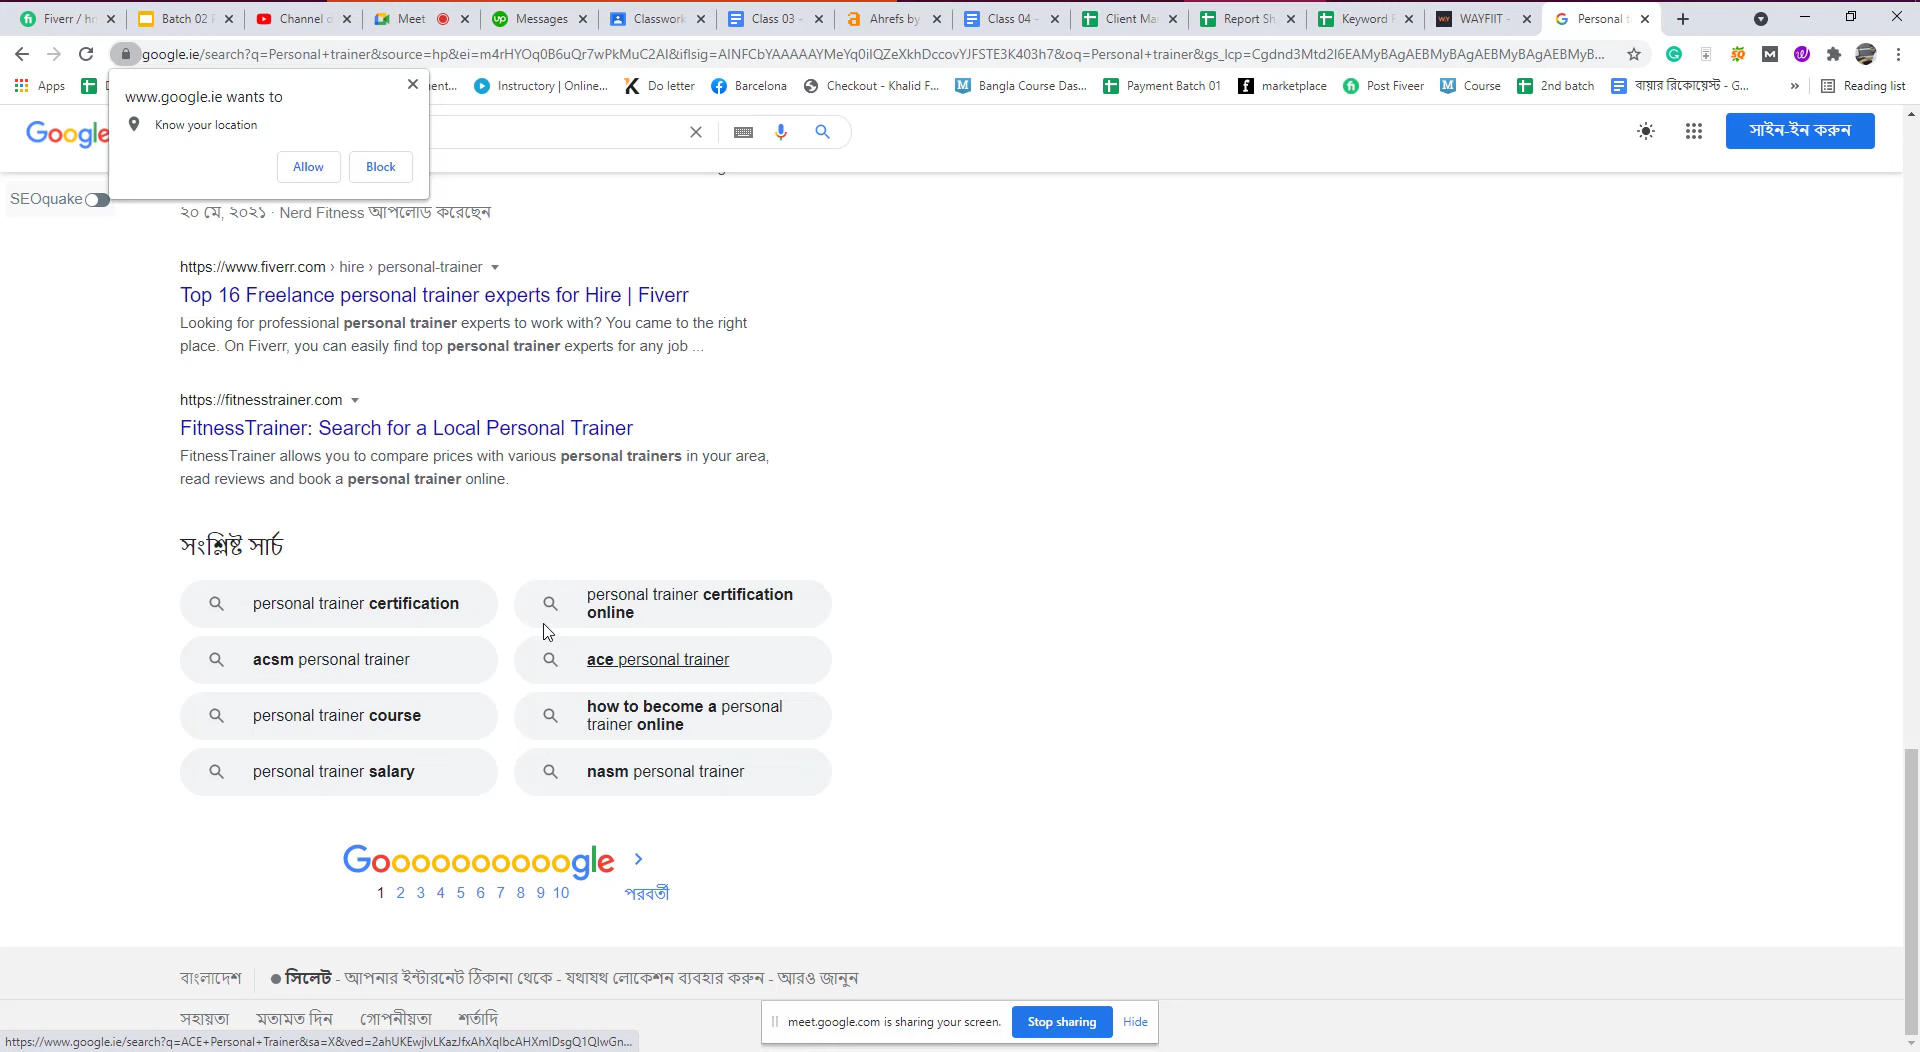 Fiverr / hr
Batch 02 F
Channel d
Meet
Messages
Classwork
Class 03 -
Ahrefs by
Class 04 -
Client Ma
Report Sh
Keyword F
WAYFIIT -
Personal t
google.ie/search?q=Personal+trainer&source=hp&ei=m4rHYOq0B6uQr7wPkMuC2AI&iflsig=AINFCbYAAAAAYMeYq0iIQZeXkhDccovYJFSTE3K403h7&oq=Personal+trainer&gs_lcp=Cgdnd3Mtd2l6EAMyBAgAEBMyBAgAEBMyBAgAEBMyB...
Apps
ent...
Instructory | Online...
Do letter
Barcelona
Checkout - Khalid F...
Bangla Course Das...
Payment Batch 01
marketplace
Post Fiveer
Course
2nd batch
বায়ার রিকোয়েস্ট - G...
»
Reading list
www.google.ie wants to
Know your location
Allow
Block
Google
সাইন-ইন করুন
SEOquake
২০ মে, ২০২১ · Nerd Fitness আপলোড করেছেন
https://www.fiverr.com › hire › personal-trainer
Top 16 Freelance personal trainer experts for Hire | Fiverr
Looking for professional personal trainer experts to work with? You came to the right
place. On Fiverr, you can easily find top personal trainer experts for any job ...
https://fitnesstrainer.com
FitnessTrainer: Search for a Local Personal Trainer
FitnessTrainer allows you to compare prices with various personal trainers in your area,
read reviews and book a personal trainer online.
সংশ্লিষ্ট সার্চ
personal trainer certification
personal trainer certification
online
acsm personal trainer
ace personal trainer
personal trainer course
how to become a personal
trainer online
personal trainer salary
nasm personal trainer
Goooooooooogle
1 2 3 4 5 6 7 8 9 10 পরবর্তী
বাংলাদেশ
সিলেট - আপনার ইন্টারনেট ঠিকানা থেকে - যথাযথ লোকেশন ব্যবহার করুন - আরও জানুন
সহায়তা মতামত দিন গোপনীয়তা শর্তাদি
meet.google.com is sharing your screen.
Stop sharing
Hide
https://www.google.ie/search?q=ACE+Personal+Trainer&sa=X&ved=2ahUKEwjlvLKazJfxAhXqIbcAHXmlDsgQ1QIwGn...